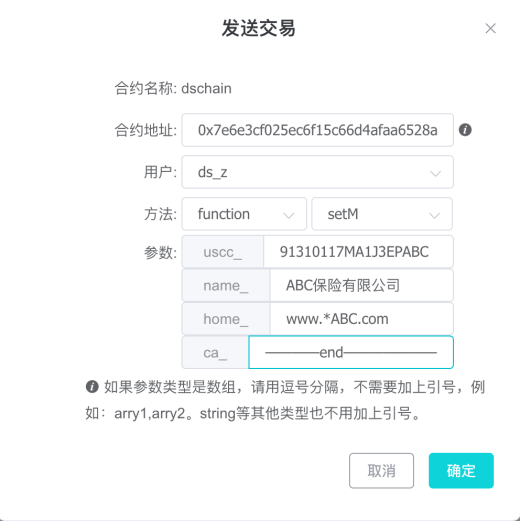 发送交易
合约名称: dschain
合约地址: 0x7e6e3cf025ec6f15c66d4afaa6528a
用户: ds_z
方法: function setM
参数: uscc_ 91310117MA1J3EPABC
name_ ABC保险有限公司
home_ www.*ABC.com
ca_ ————end———————
如果参数类型是数组，请用逗号分隔，不需要加上引号，例
如：arry1,arry2。string等其他类型也不用加上引号。
取消 确定